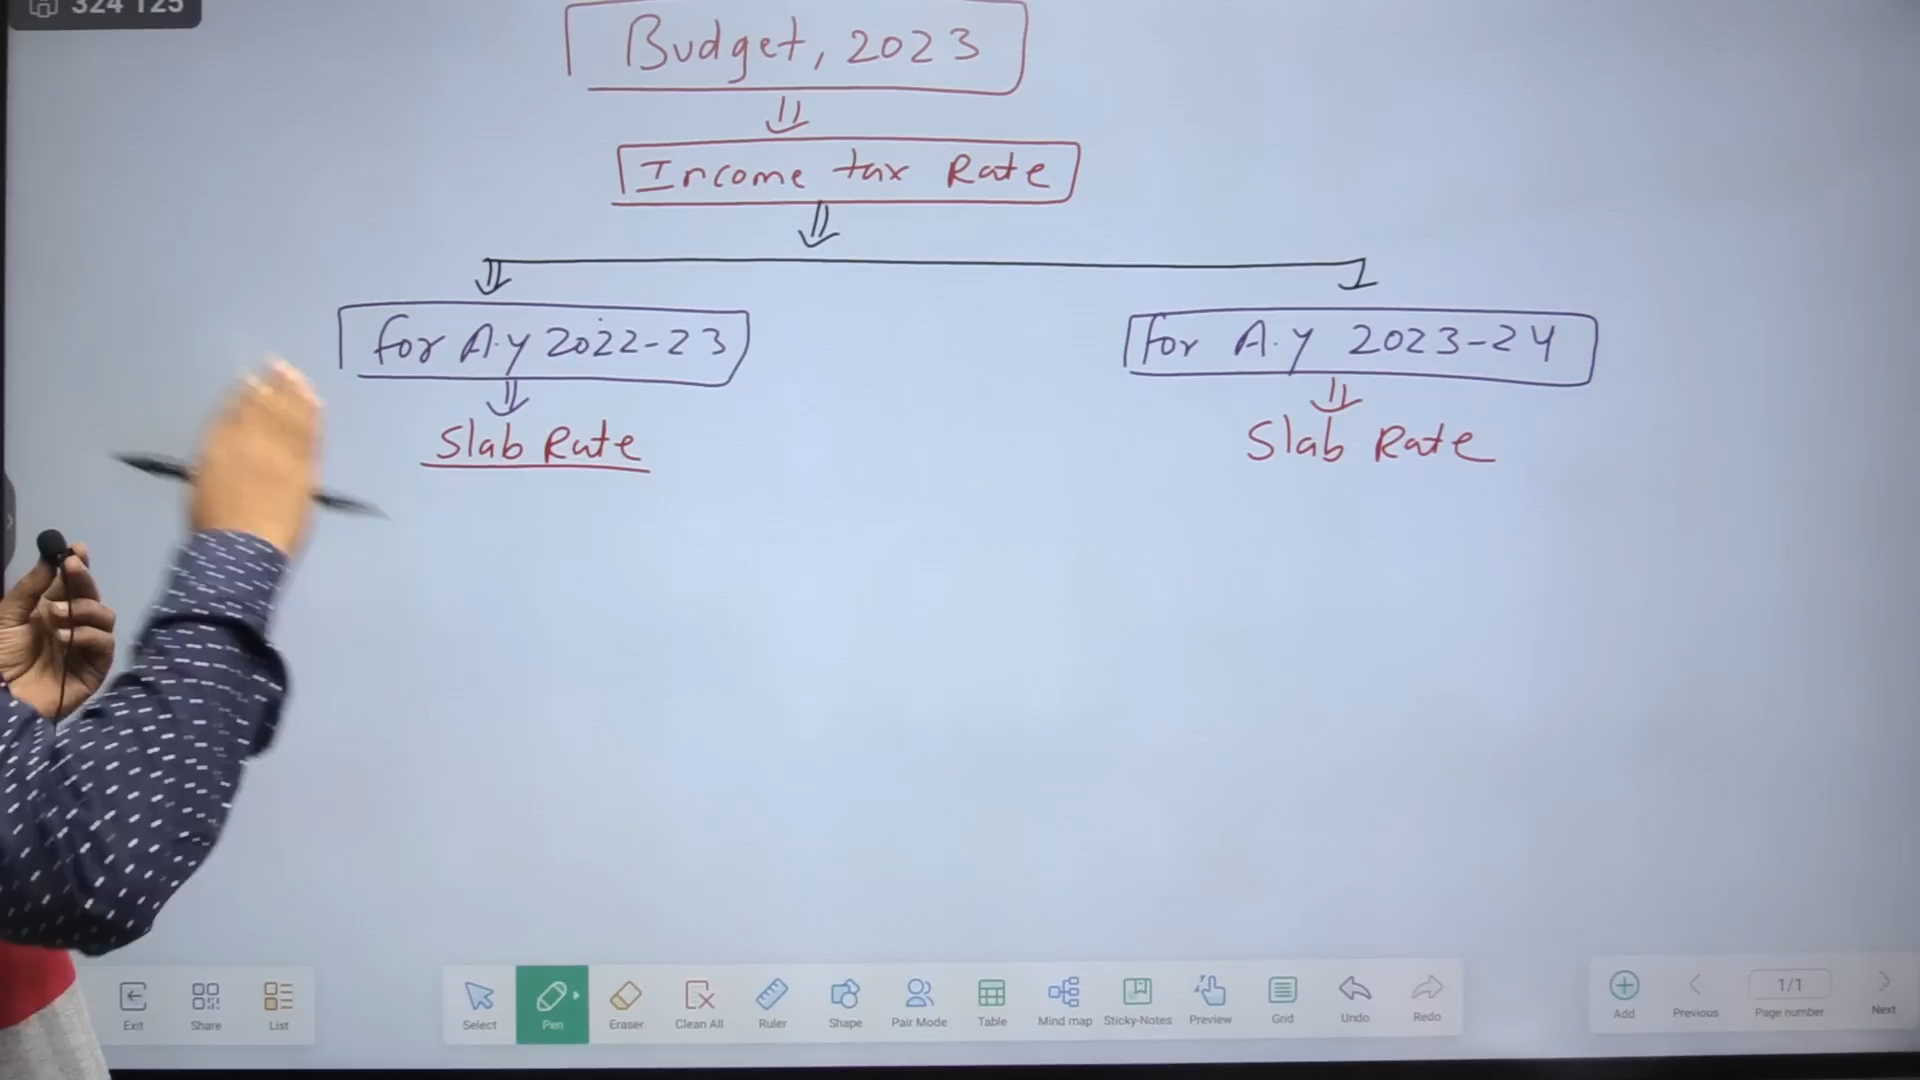 324 125
Budget, 2023
Income tax Rate
for A.Y 2022-23
for A.Y 2023-24
Slab Rate
Slab Rate
Exit
Share
List
Select
Pen
Eraser
Clean All
Ruler
Shape
Pair Mode
Table
Mind map
Sticky-Notes
Preview
Grid
Undo
Redo
Add
Previous
1/1
Page number
Next